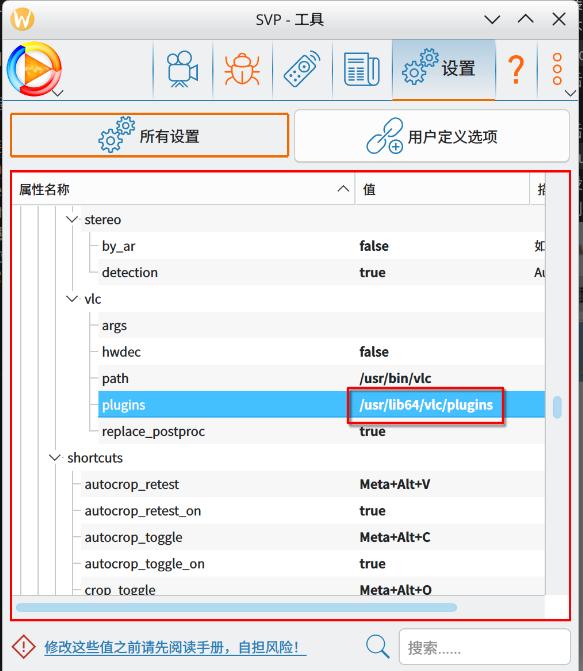 SVP - 工具
设置
所有设置
用户定义选项
属性名称 值
stereo
by_ar false 如
detection true Au
vlc
args
hwdec false
path /usr/bin/vlc
plugins /usr/lib64/vlc/plugins
replace_postproc true
shortcuts
autocrop_retest Meta+Alt+V
autocrop_retest_on true
autocrop_toggle Meta+Alt+C
autocrop_toggle_on true
crop_toggle Meta+Alt+O
修改这些值之前请先阅读手册，自担风险！
搜索......